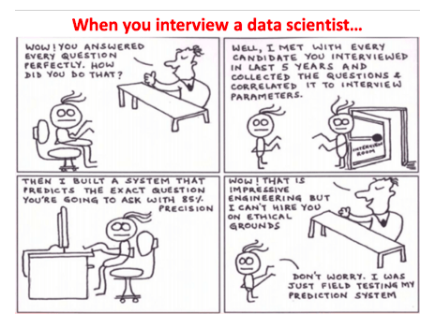 When you interview a data scientist...
WOW! YOU ANSWERED
EVERY QUESTION
PERFECTLY. HOW
DID YOU DO THAT?
WELL, I MET WITH EVERY
CANDIDATE YOU INTERVIEWED
IN LAST 5 YEARS AND
COLLECTED THE QUESTIONS &
CORRELATED IT TO INTERVIEW
PARAMETERS.
INTERVIEW
ROOM
THEN I BUILT A SYSTEM THAT
PREDICTS THE EXACT QUESTION
YOU'RE GOING TO ASK WITH 85%
PRECISION
WOW! THAT IS
IMPRESSIVE
ENGINEERING BUT
I CAN'T HIRE YOU
ON ETHICAL
GROUNDS
DON'T WORRY. I WAS
JUST FIELD TESTING MY
PREDICTION SYSTEM